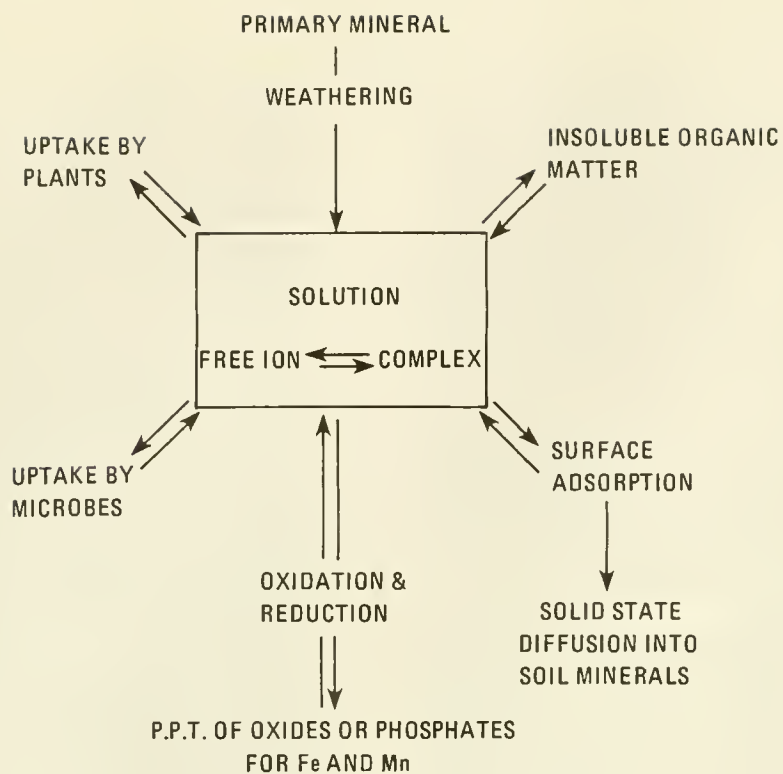 PRIMARY MINERAL
WEATHERING
UPTAKE BY
PLANTS
INSOLUBLE ORGANIC
MATTER
SOLUTION
FREE ION COMPLEX
UPTAKE BY
MICROBES
SURFACE
ADSORPTION
OXIDATION &
REDUCTION
SOLID STATE
DIFFUSION INTO
SOIL MINERALS
P.P.T. OF OXIDES OR PHOSPHATES
FOR Fe AND Mn